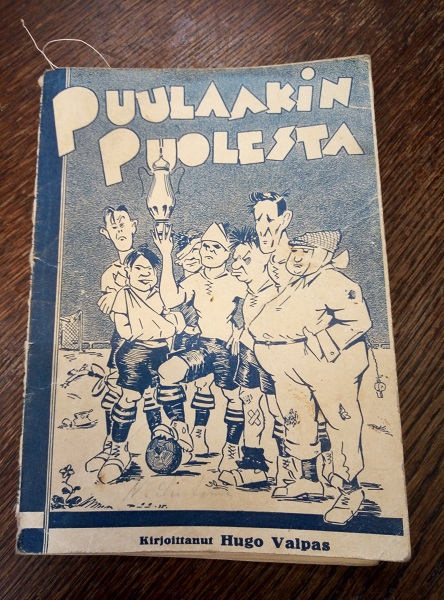 PUULAAKIN
PUOLESTA
Kirjoittanut Hugo Valpas